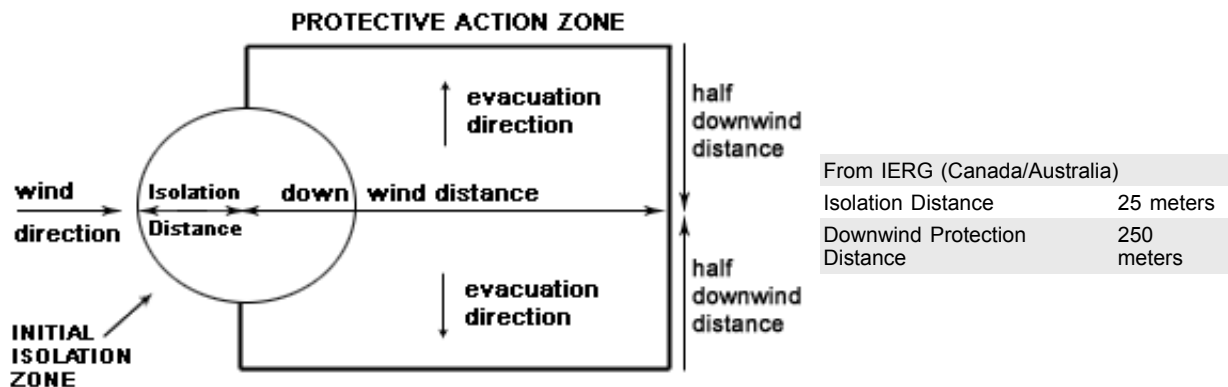 PROTECTIVE ACTION ZONE
evacuation
direction
half
downwind
distance
wind
direction
Isolation
Distance
down wind distance
evacuation
direction
half
downwind
distance
INITIAL
ISOLATION
ZONE
From IERG (Canada/Australia)
Isolation Distance 25 meters
Downwind Protection 250
Distance meters